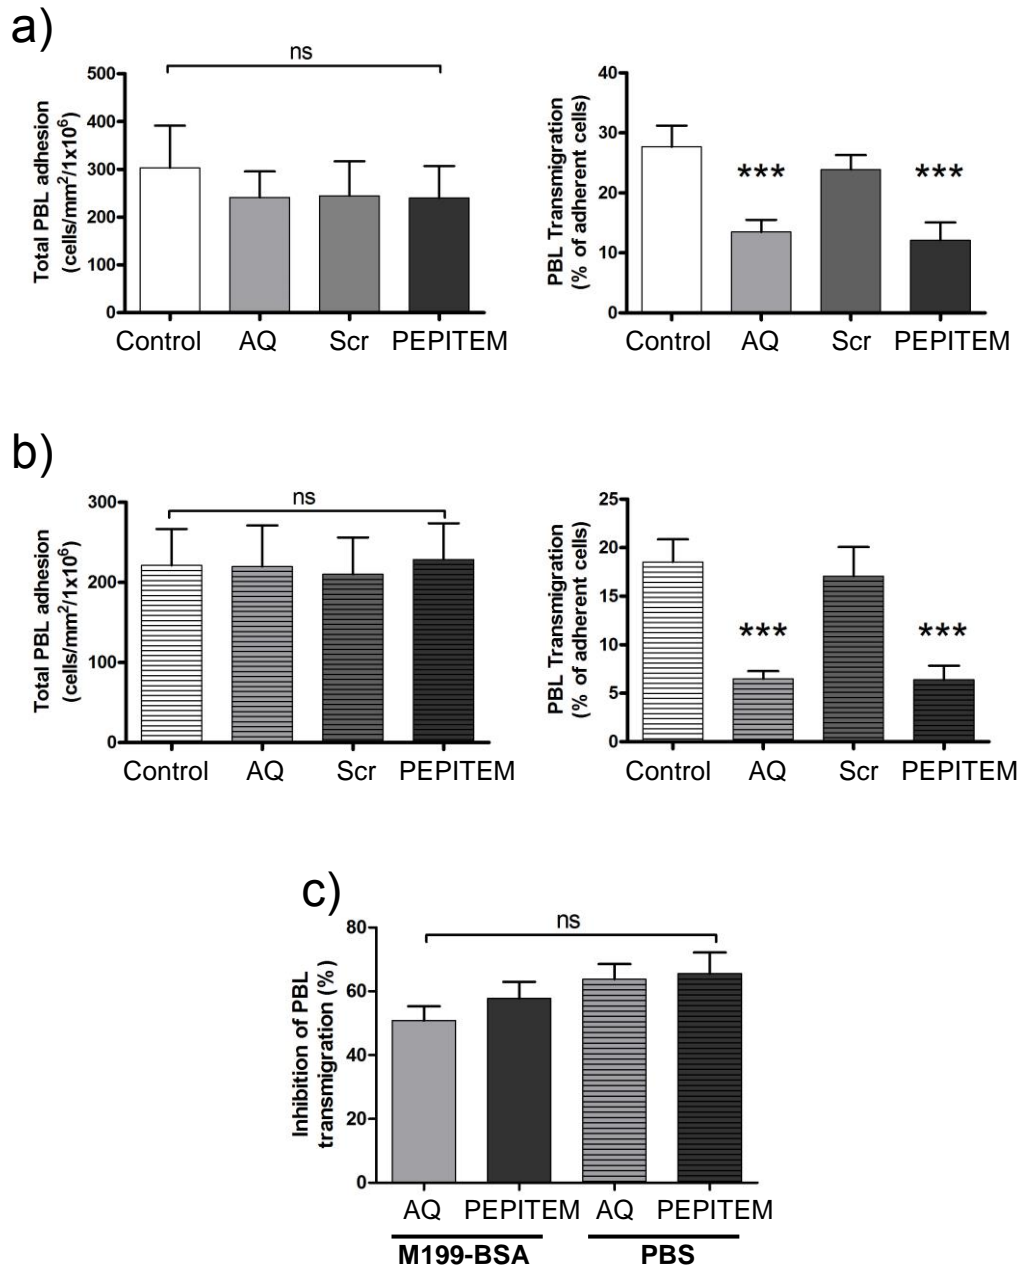 a)
ns
Total PBL adhesion
(cells/mm²/1x10⁶)
500
400
300
200
100
0
Control AQ Scr PEPITEM
PBL Transmigration
(% of adherent cells)
40
30
20
10
0
*** ***
Control AQ Scr PEPITEM
b)
ns
Total PBL adhesion
(cells/mm²/1x10⁶)
300
200
100
0
Control AQ Scr PEPITEM
PBL Transmigration
(% of adherent cells)
25
20
15
10
5
0
*** ***
Control AQ Scr PEPITEM
c)
ns
Inhibition of PBL
transmigration (%)
80
60
40
20
0
AQ PEPITEM AQ PEPITEM
M199-BSA PBS